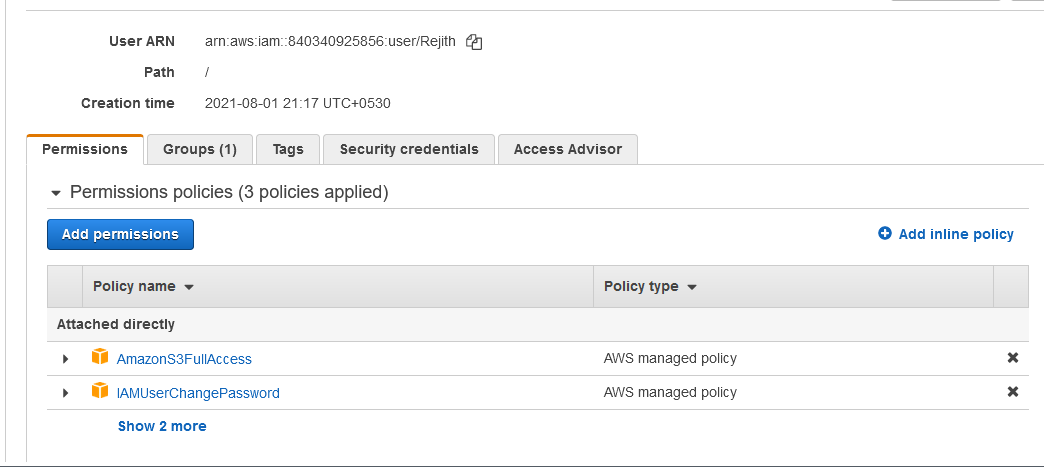 User ARN arn:aws:iam::840340925856:user/Rejith
Path /
Creation time 2021-08-01 21:17 UTC+0530
Permissions Groups (1) Tags Security credentials Access Advisor
Permissions policies (3 policies applied)
Add permissions Add inline policy
Policy name Policy type
Attached directly
AmazonS3FullAccess AWS managed policy
IAMUserChangePassword AWS managed policy
Show 2 more